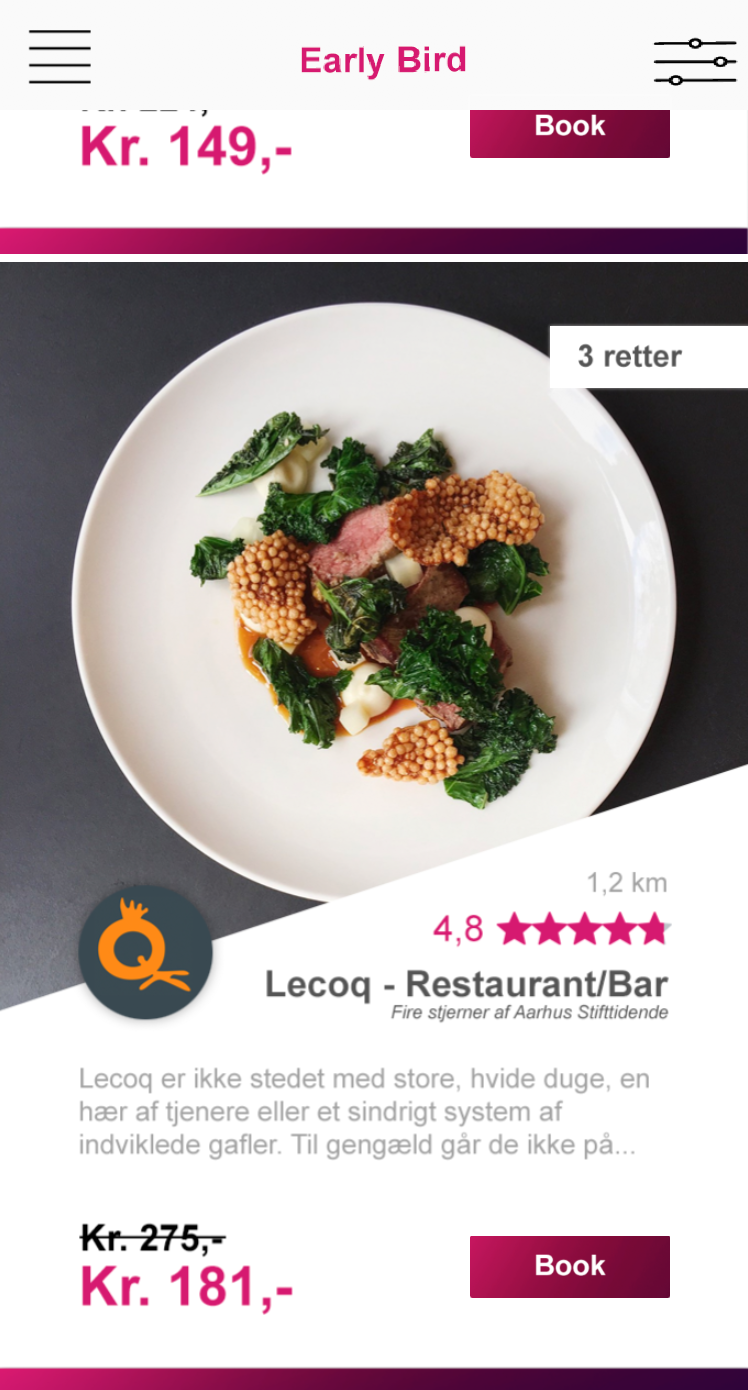 Early Bird
Kr. 149,-
Book
3 retter
1,2 km
4,8
Lecoq - Restaurant/Bar
Fire stjerner af Aarhus Stifttidende
Lecoq er ikke stedet med store, hvide duge, en
hær af tjenere eller et sindrigt system af
indviklede gafler. Til gengæld går de ikke på...
Kr. 275,-
Kr. 181,-
Book